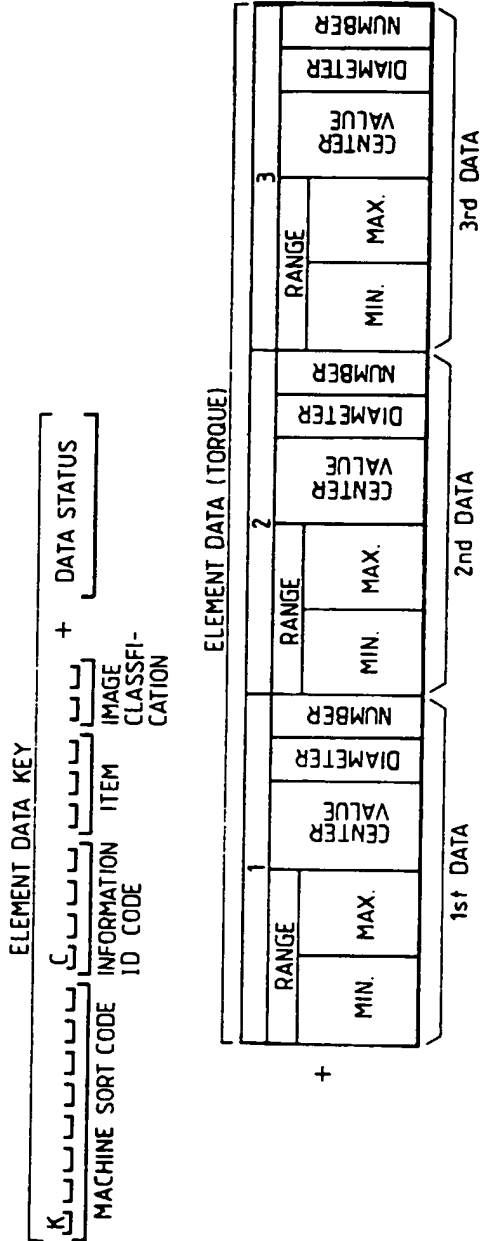 ELEMENT DATA KEY
K C + DATA STATUS
MACHINE SORT CODE INFORMATION ITEM IMAGE
ID CODE CLASSFI-
CATION
ELEMENT DATA (TORQUE)
1 2 3
RANGE CENTER VALUE DIAMETER NUMBER RANGE CENTER VALUE DIAMETER NUMBER RANGE CENTER VALUE DIAMETER NUMBER
+ MIN. MAX. MIN. MAX. MIN. MAX.
1st DATA 2nd DATA 3rd DATA